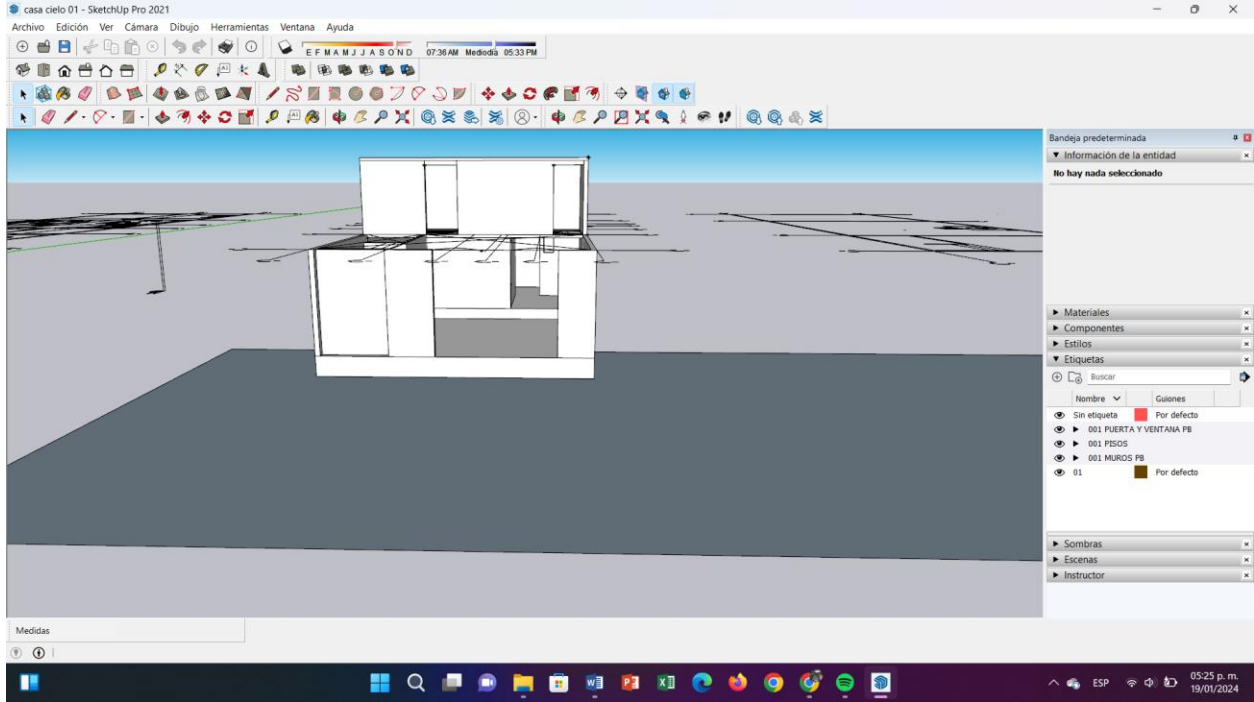 casa cielo 01 - SketchUp Pro 2021
Archivo Edición Ver Cámara Dibujo Herramientas Ventana Ayuda
E F M A M J J A S O N D 07:36 AM Mediodía 05:33 PM
Bandeja predeterminada
Información de la entidad
No hay nada seleccionado
Materiales
Componentes
Estilos
Etiquetas
Buscar
Nombre Guiones
Sin etiqueta Por defecto
001 PUERTA Y VENTANA PB
001 PISOS
001 MUROS PB
01 Por defecto
Sombras
Escenas
Instructor
Medidas
ESP
05:25 p. m.
19/01/2024